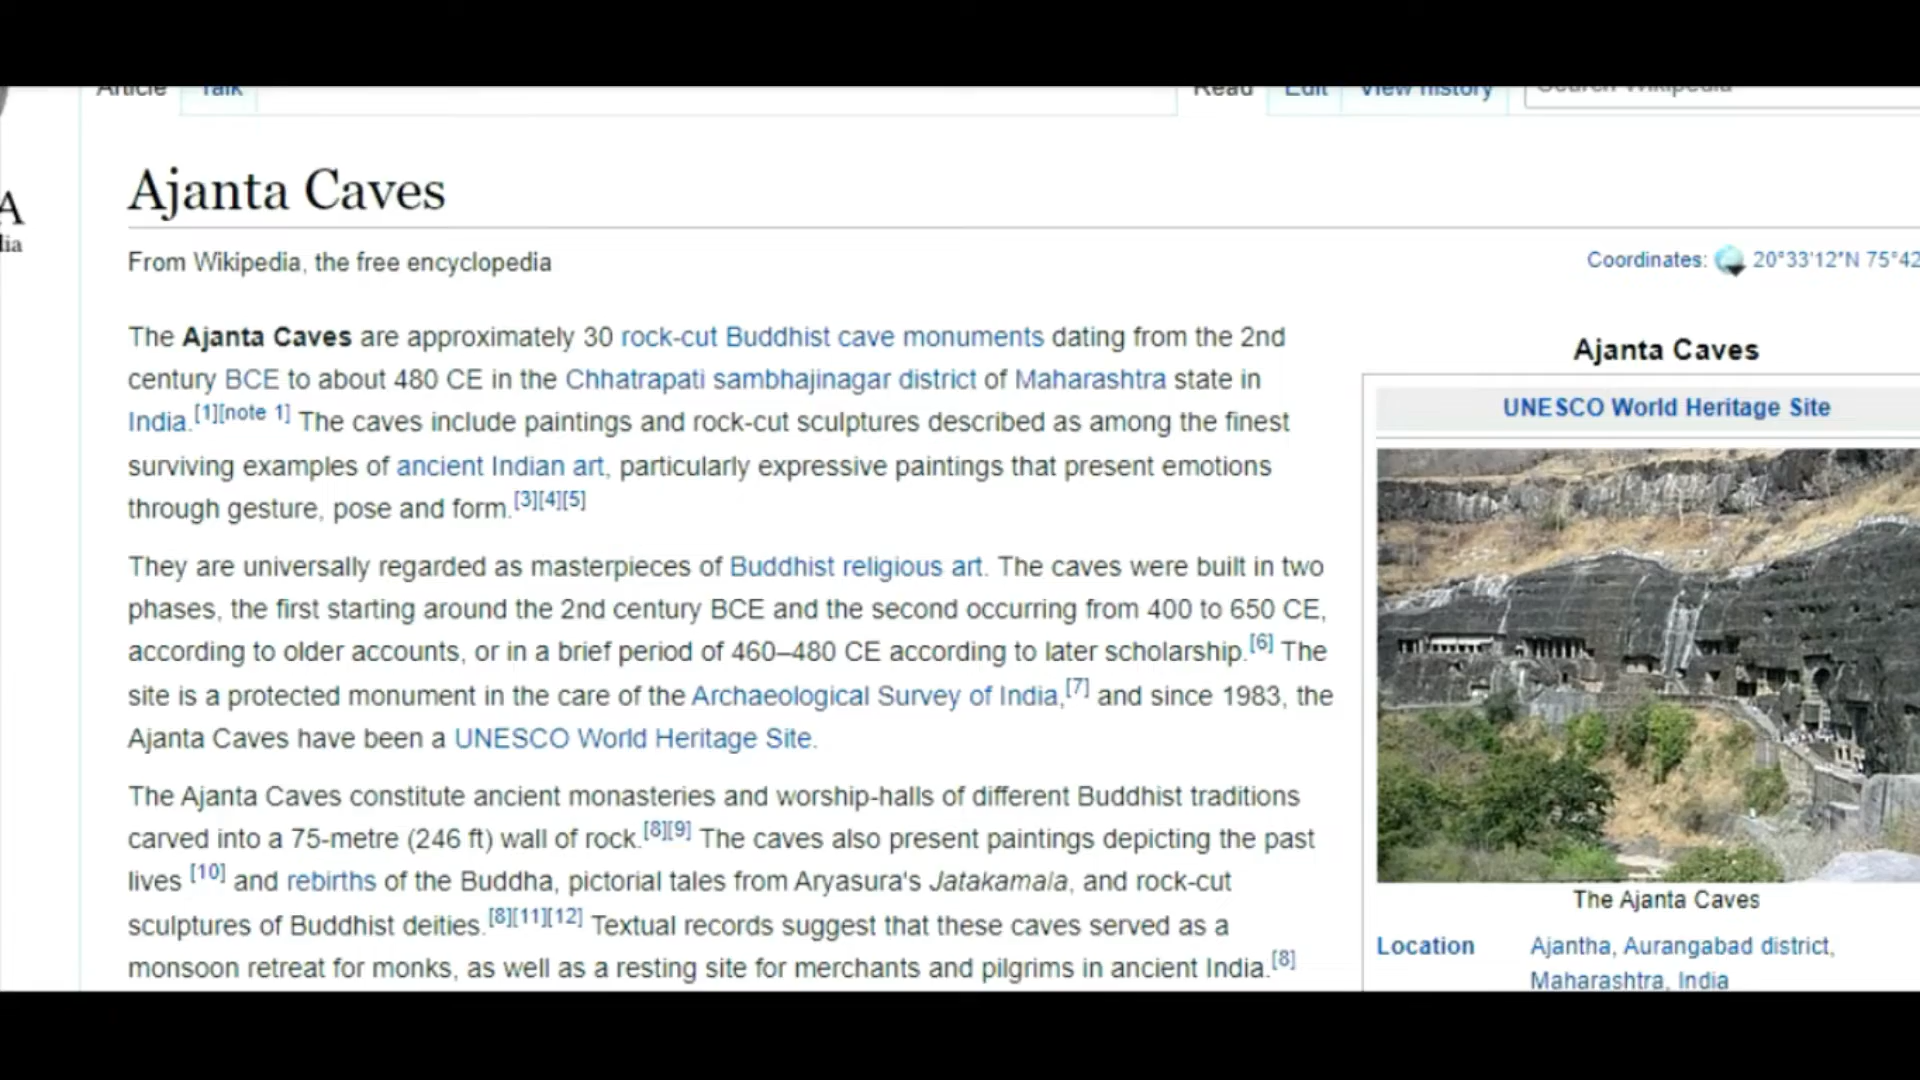 Article Talk Read Edit View history Search Wikipedia
A
dia
Ajanta Caves
From Wikipedia, the free encyclopedia
Coordinates: 20°33'12"N 75°42
The Ajanta Caves are approximately 30 rock-cut Buddhist cave monuments dating from the 2nd
century BCE to about 480 CE in the Chhatrapati sambhajinagar district of Maharashtra state in
India.[1][note 1] The caves include paintings and rock-cut sculptures described as among the finest
surviving examples of ancient Indian art, particularly expressive paintings that present emotions
through gesture, pose and form.[3][4][5]
They are universally regarded as masterpieces of Buddhist religious art. The caves were built in two
phases, the first starting around the 2nd century BCE and the second occurring from 400 to 650 CE,
according to older accounts, or in a brief period of 460–480 CE according to later scholarship.[6] The
site is a protected monument in the care of the Archaeological Survey of India,[7] and since 1983, the
Ajanta Caves have been a UNESCO World Heritage Site.
The Ajanta Caves constitute ancient monasteries and worship-halls of different Buddhist traditions
carved into a 75-metre (246 ft) wall of rock.[8][9] The caves also present paintings depicting the past
lives [10] and rebirths of the Buddha, pictorial tales from Aryasura's Jatakamala, and rock-cut
sculptures of Buddhist deities.[8][11][12] Textual records suggest that these caves served as a
monsoon retreat for monks, as well as a resting site for merchants and pilgrims in ancient India.[8]
Ajanta Caves
UNESCO World Heritage Site
The Ajanta Caves
Location Ajantha, Aurangabad district,
Maharashtra, India